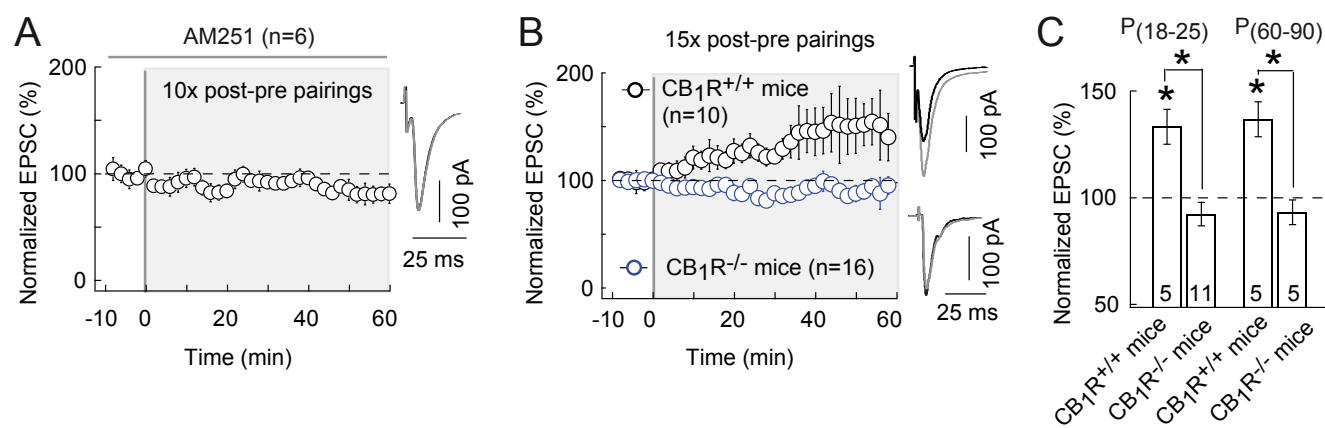 A
AM251 (n=6)
200
100
0
Normalized EPSC (%)
10x post-pre pairings
-10 0 20 40 60
Time (min)
100 pA
25 ms
B
15x post-pre pairings
200
100
0
Normalized EPSC (%)
CB1R+/+ mice
(n=10)
CB1R-/- mice (n=16)
-10 0 20 40 60
Time (min)
100 pA
100 pA
25 ms
C
P(18-25) P(60-90)
* *
* *
150
100
50
Normalized EPSC (%)
5 11 5 5
CB1R+/+ mice
CB1R-/- mice
CB1R+/+ mice
CB1R-/- mice